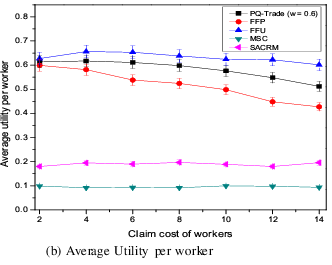 PQ-Trade (w= 0.6)
FFP
FFU
MSC
SACRM
Average utility per worker
0.8
0.7
0.6
0.5
0.4
0.3
0.2
0.1
0.0
2 4 6 8 10 12 14
Claim cost of workers
(b) Average Utility per worker